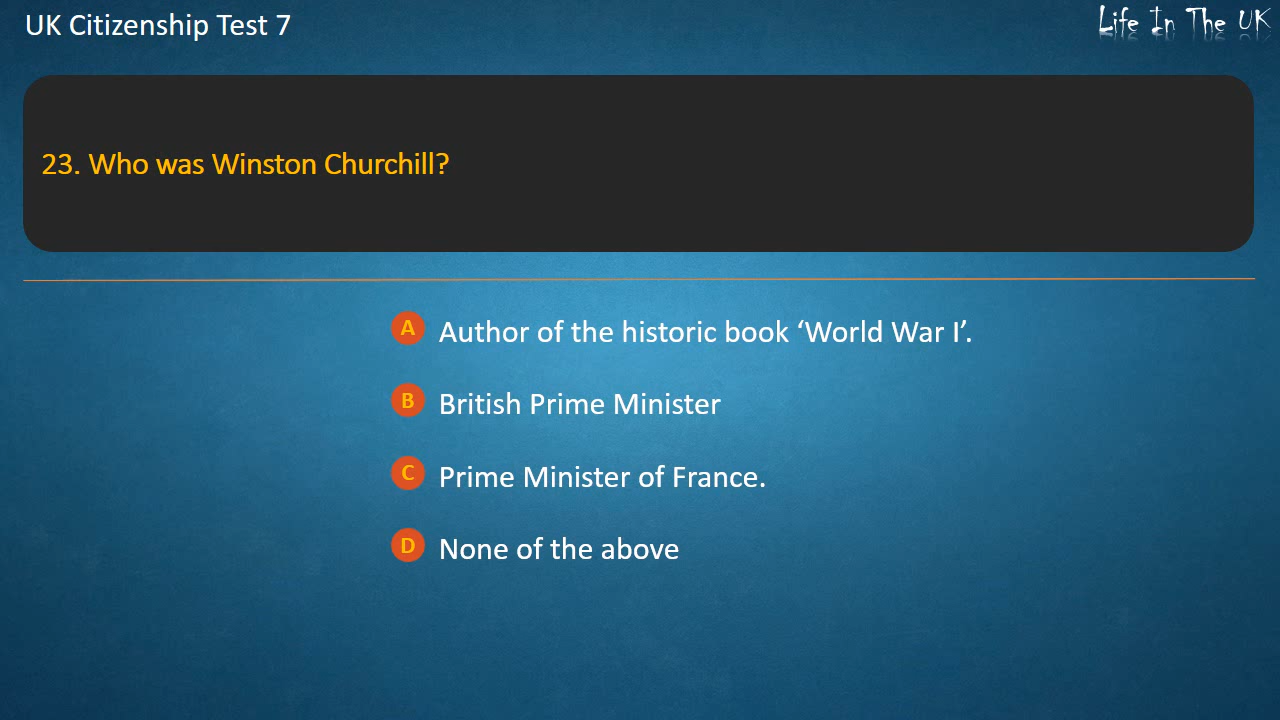 UK Citizenship Test 7
Life In The UK
23. Who was Winston Churchill?
A Author of the historic book ‘World War I’.
B British Prime Minister
C Prime Minister of France.
D None of the above